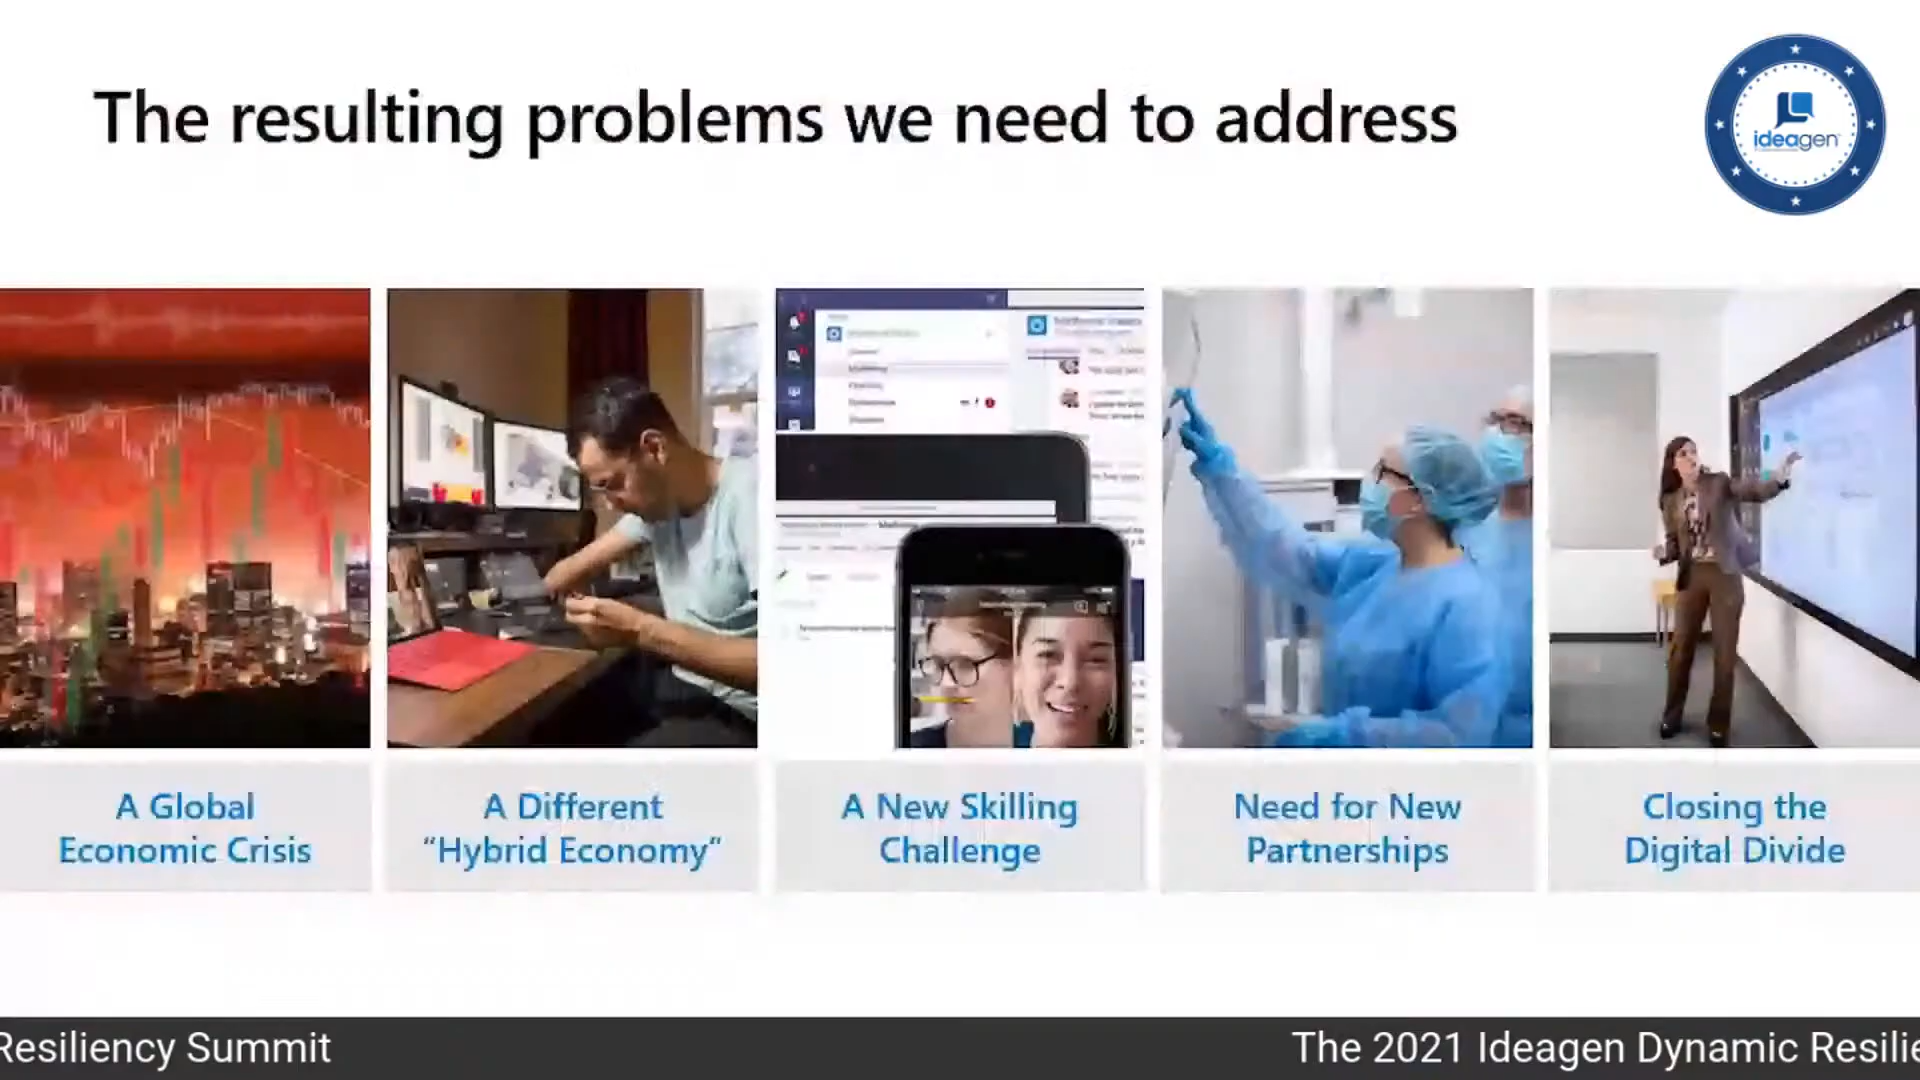 The resulting problems we need to address
ideagen
A Global
Economic Crisis
A Different
“Hybrid Economy”
A New Skilling
Challenge
Need for New
Partnerships
Closing the
Digital Divide
Resiliency Summit
The 2021 Ideagen Dynamic Resilie